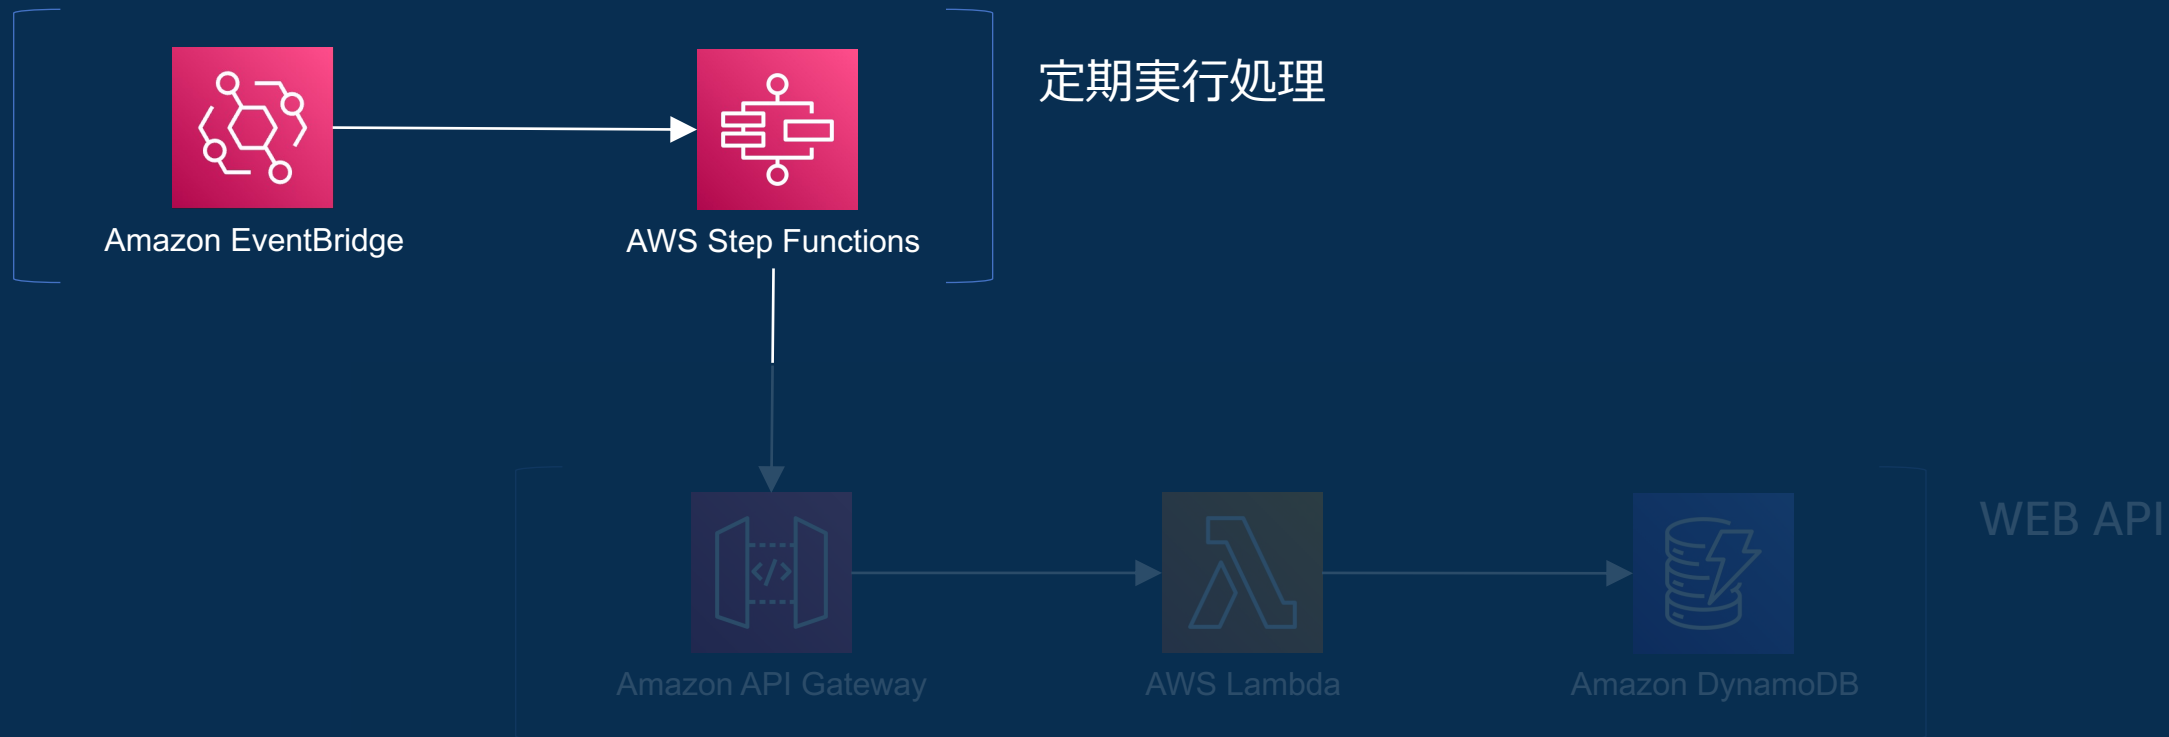 定期実行処理
Amazon EventBridge
AWS Step Functions
WEB API
</>
Amazon API Gateway
AWS Lambda
Amazon DynamoDB